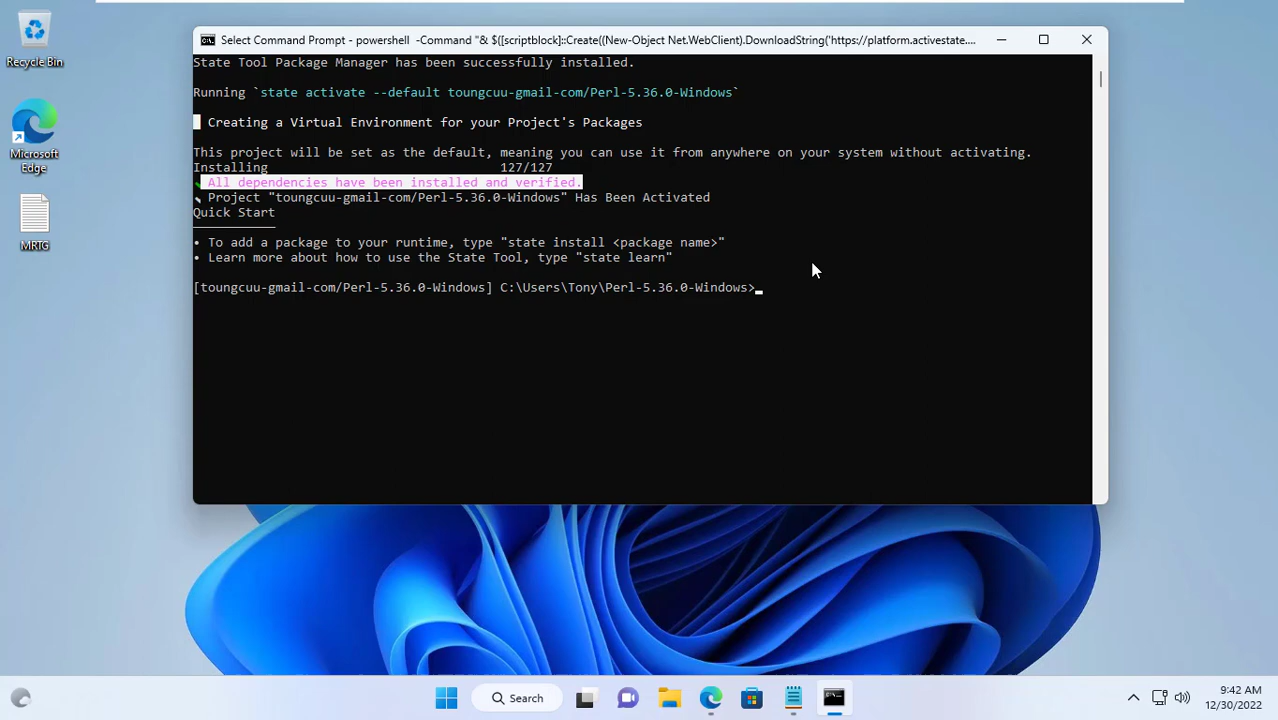 Recycle Bin
Microsoft
Edge
MRTG
Select Command Prompt - powershell -Command "& $([scriptblock]::Create((New-Object Net.WebClient).DownloadString('https://platform.activestate....
State Tool Package Manager has been successfully installed.
Running `state activate --default toungcuu-gmail-com/Perl-5.36.0-Windows`
Creating a Virtual Environment for your Project's Packages
This project will be set as the default, meaning you can use it from anywhere on your system without activating.
Installing 127/127
All dependencies have been installed and verified.
Project "toungcuu-gmail-com/Perl-5.36.0-Windows" Has Been Activated
Quick Start
• To add a package to your runtime, type "state install <package name>"
• Learn more about how to use the State Tool, type "state learn"
[toungcuu-gmail-com/Perl-5.36.0-Windows] C:\Users\Tony\Perl-5.36.0-Windows>
Search
9:42 AM
12/30/2022